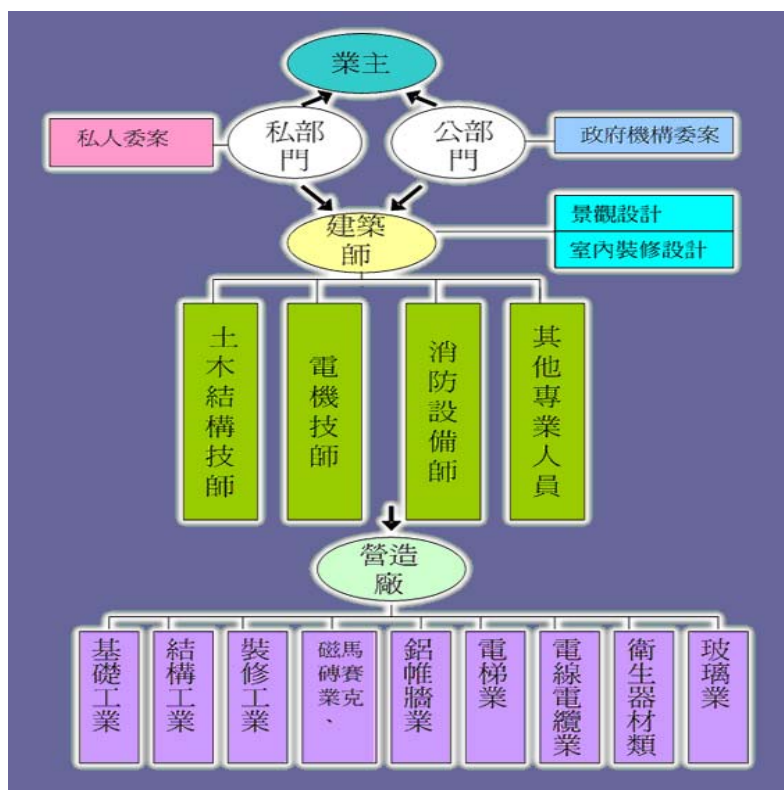 業主
私人委案
私部
門
公部
門
政府機構委案
建築
師
景觀設計
室內裝修設計
土木結構技師
電機技師
消防設備師
其他專業人員
營造
廠
基礎工業
結構工業
裝修工業
馬賽克、
磁磚業
鋁帷牆業
電梯業
電線電纜業
衛生器材類
玻璃業